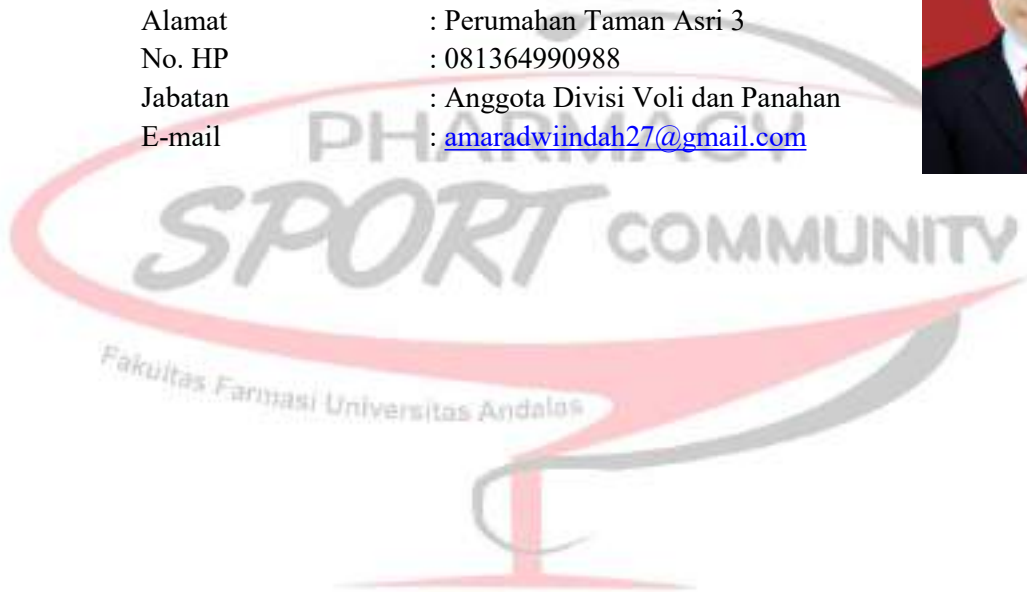 Alamat : Perumahan Taman Asri 3
No. HP : 081364990988
Jabatan : Anggota Divisi Voli dan Panahan
E-mail : amaradwiindah27@gmail.com
PHARMACY
SPORT COMMUNITY
Fakultas Farmasi Universitas Andalas